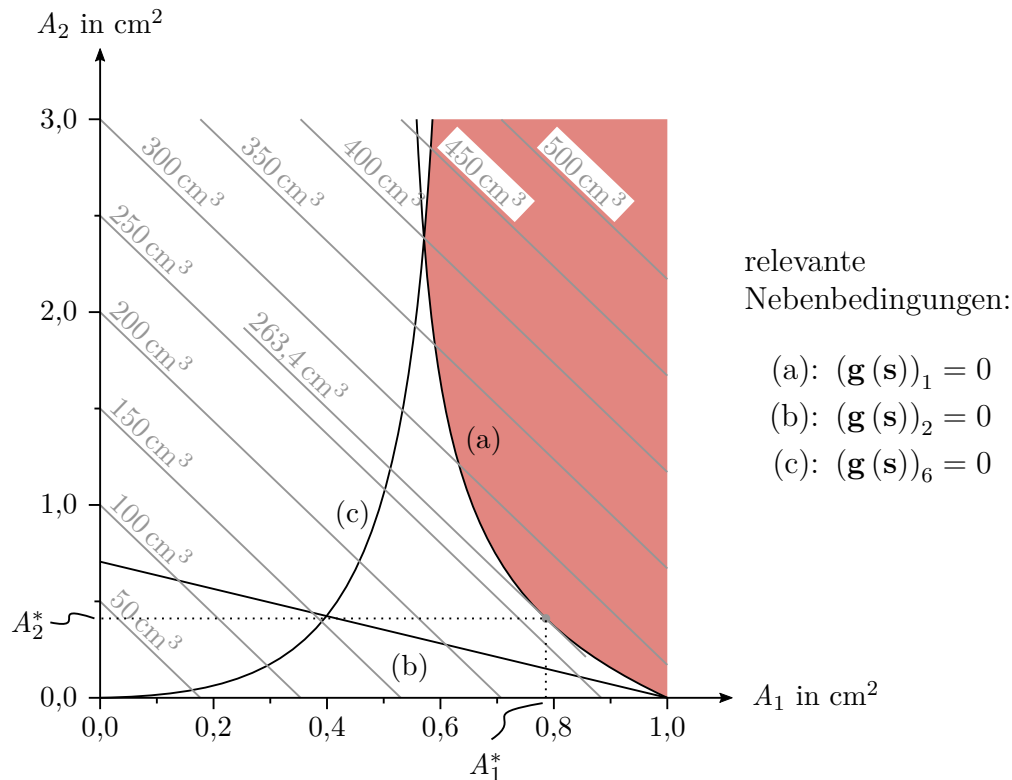 A₂ in cm²
3,0
2,0
1,0
0,0
A₂*
300 cm³
350 cm³
400 cm³
450 cm³
500 cm³
250 cm³
200 cm³
263,4 cm³
150 cm³
100 cm³
50 cm³
(a)
(c)
(b)
0,0
0,2
0,4
0,6
0,8
1,0
A₁ in cm²
A₁*
relevante
Nebenbedingungen:
(a): (g (s))₁ = 0
(b): (g (s))₂ = 0
(c): (g (s))₆ = 0